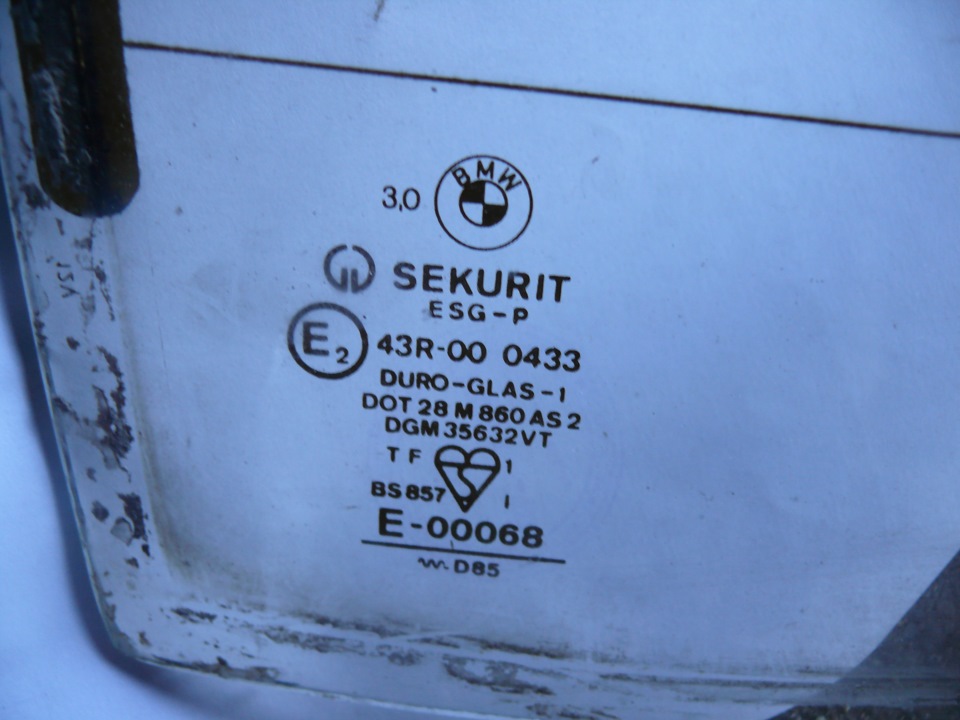 3,0 BMW
SEKURIT
ESG-P
E2 43R-00 0433
DURO-GLAS-1
DOT 28 M 860 AS 2
DGM 35632VT
T F 1
BS 857 1
E-00068
D85